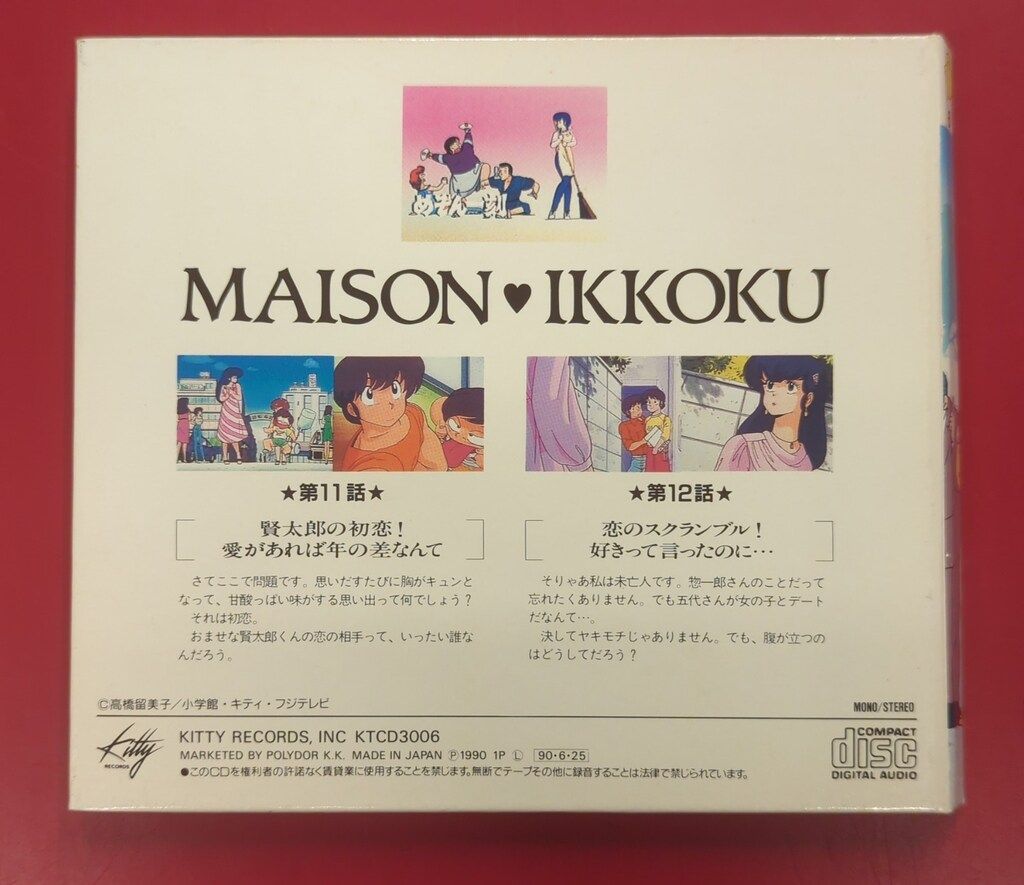 めぞん一刻
MAISON♥IKKOKU
★第11話★
賢太郎の初恋!
愛があれば年の差なんて
さてここで問題です。思いだすたびに胸がキュンと
なって、甘酸っぱい味がする思い出って何でしょう?
それは初恋。
おませな賢太郎くんの恋の相手って、いったい誰な
んだろう。
★第12話★
恋のスクランブル!
好きって言ったのに…
そりゃあ私は未亡人です。惣一郎さんのことだって
忘れたくありません。でも五代さんが女の子とデート
だなんて…。
決してヤキモチじゃありません。でも、腹が立つの
はどうしてだろう?
©高橋留美子/小学館・キティ・フジテレビ
MONO/STEREO
Kitty
RECORDS
KITTY RECORDS, INC KTCD3006
MARKETED BY POLYDOR K.K. MADE IN JAPAN Ⓟ1990 1P Ⓛ 90・6・25
●このCDを権利者の許諾なく賃貸業に使用することを禁じます。無断でテープその他に録音することは法律で禁じられています。
COMPACT
disc
DIGITAL AUDIO